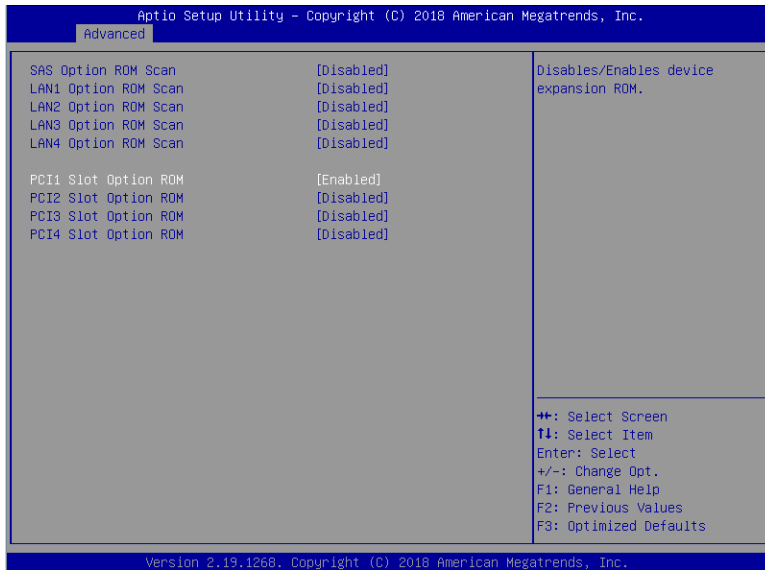 Aptio Setup Utility – Copyright (C) 2018 American Megatrends, Inc.
Advanced
SAS Option ROM Scan [Disabled]
LAN1 Option ROM Scan [Disabled]
LAN2 Option ROM Scan [Disabled]
LAN3 Option ROM Scan [Disabled]
LAN4 Option ROM Scan [Disabled]
PCI1 Slot Option ROM [Enabled]
PCI2 Slot Option ROM [Disabled]
PCI3 Slot Option ROM [Disabled]
PCI4 Slot Option ROM [Disabled]
Disables/Enables device
expansion ROM.
→←: Select Screen
↑↓: Select Item
Enter: Select
+/-: Change Opt.
F1: General Help
F2: Previous Values
F3: Optimized Defaults
Version 2.19.1268. Copyright (C) 2018 American Megatrends, Inc.